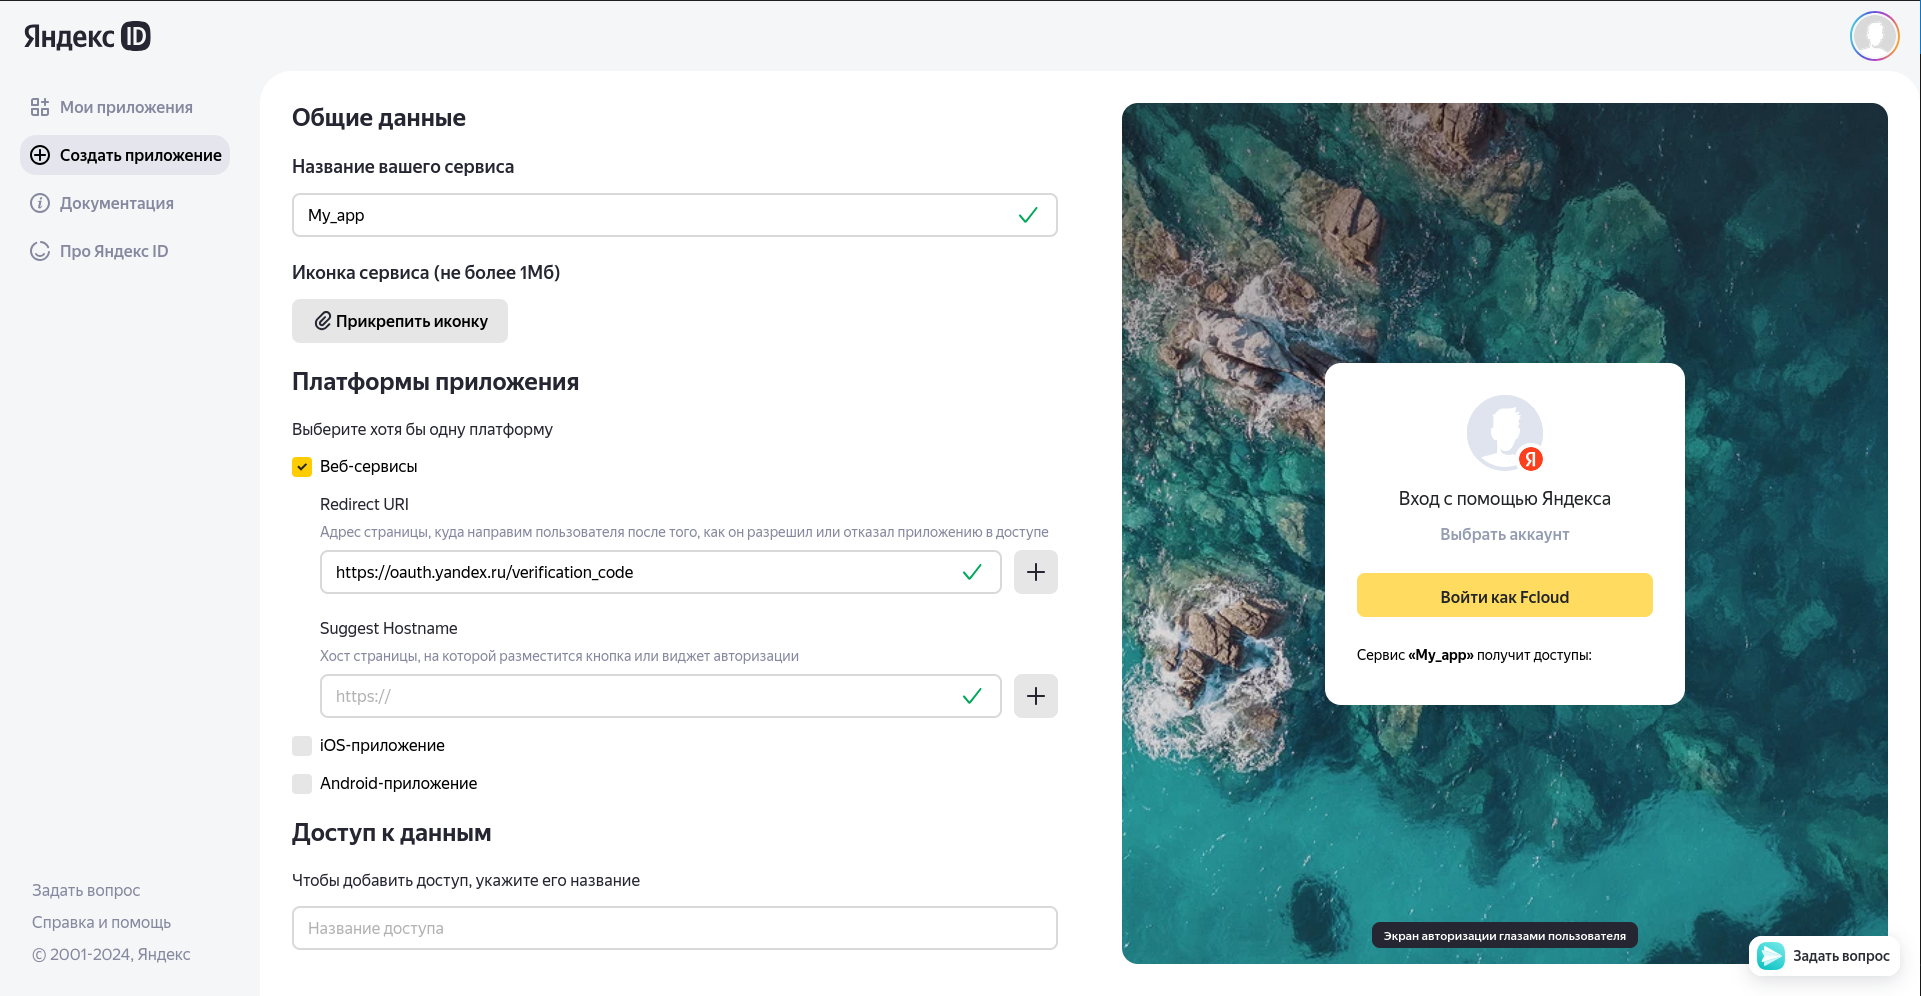 Яндекс ID
Мои приложения
Создать приложение
Документация
Про Яндекс ID
Задать вопрос
Справка и помощь
© 2001-2024, Яндекс
Общие данные
Название вашего сервиса
My_app
Иконка сервиса (не более 1Мб)
Прикрепить иконку
Платформы приложения
Выберите хотя бы одну платформу
Веб-сервисы
Redirect URI
Адрес страницы, куда направим пользователя после того, как он разрешил или отказал приложению в доступе
https://oauth.yandex.ru/verification_code
Suggest Hostname
Хост страницы, на которой разместится кнопка или виджет авторизации
https://
iOS-приложение
Android-приложение
Доступ к данным
Чтобы добавить доступ, укажите его название
Название доступа
Я
Вход с помощью Яндекса
Выбрать аккаунт
Войти как Fcloud
Сервис «My_app» получит доступы:
Экран авторизации глазами пользователя
Задать вопрос